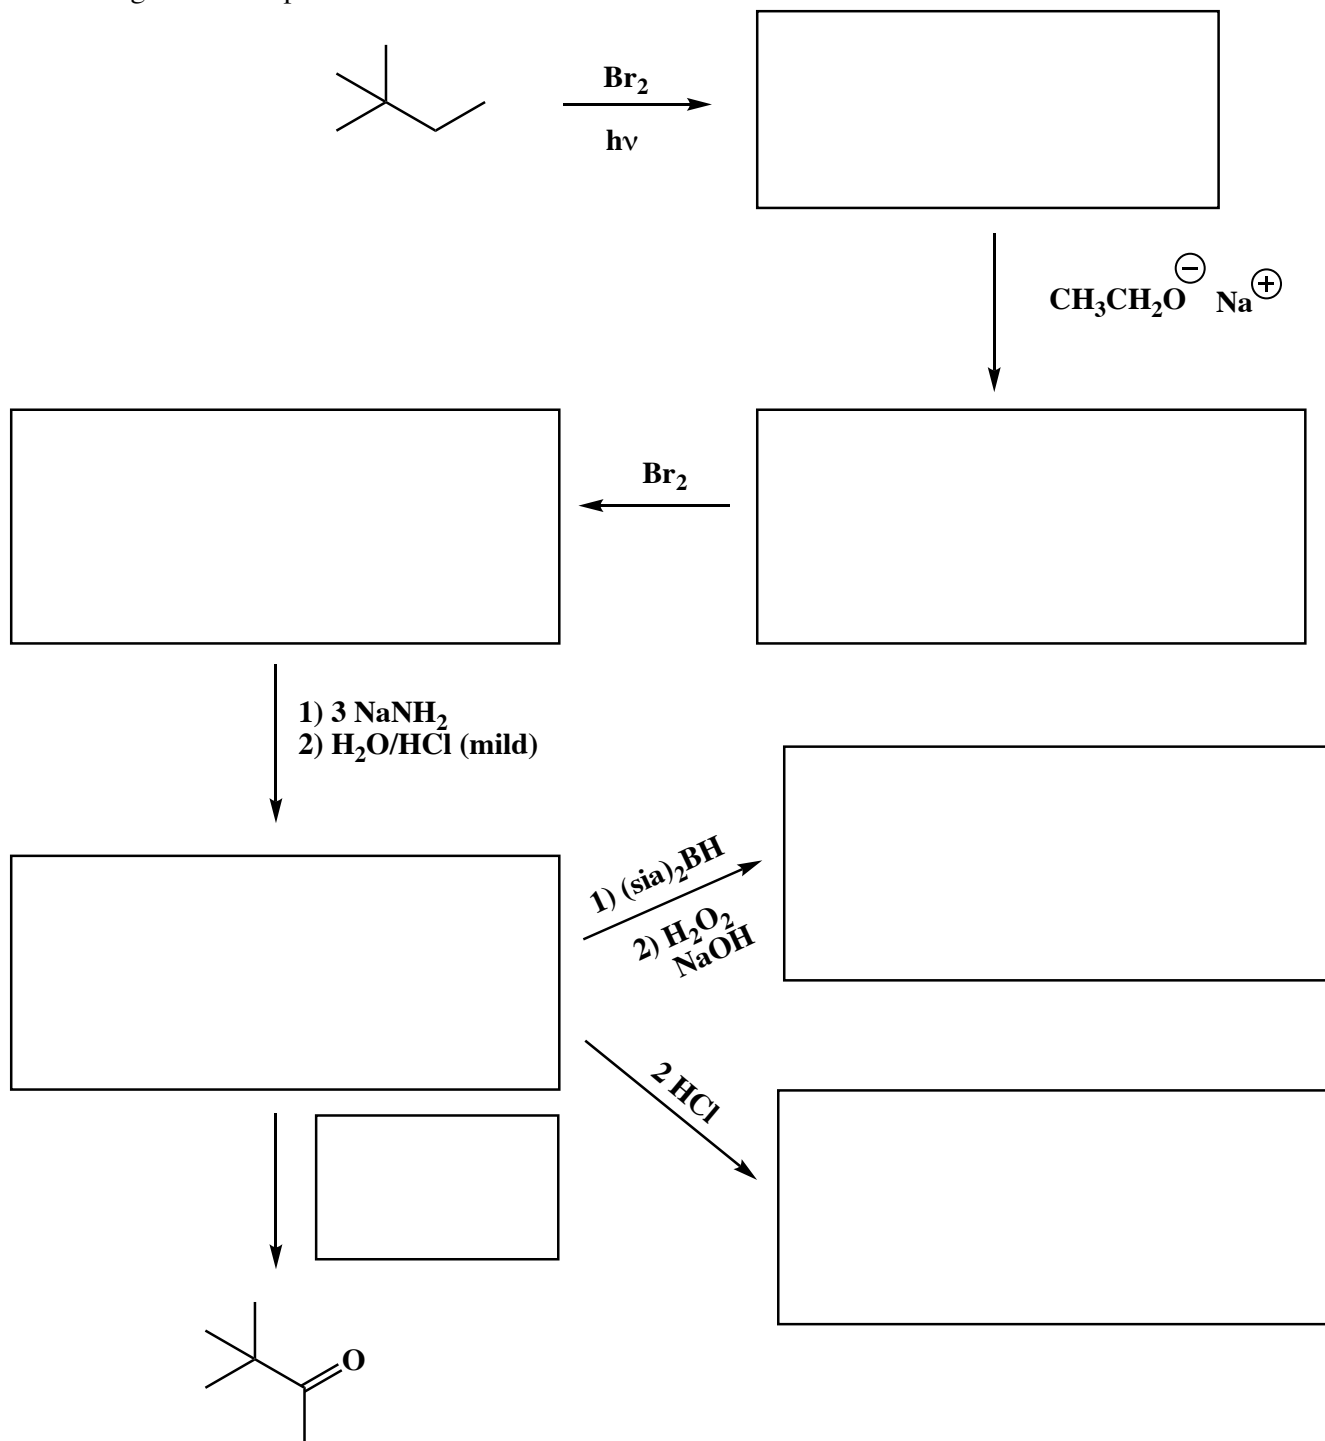 Br2
hν
CH3CH2O⊖ Na⊕
Br2
1) 3 NaNH2
2) H2O/HCl (mild)
1) (sia)2BH
2) H2O2
NaOH
2 HCl
O